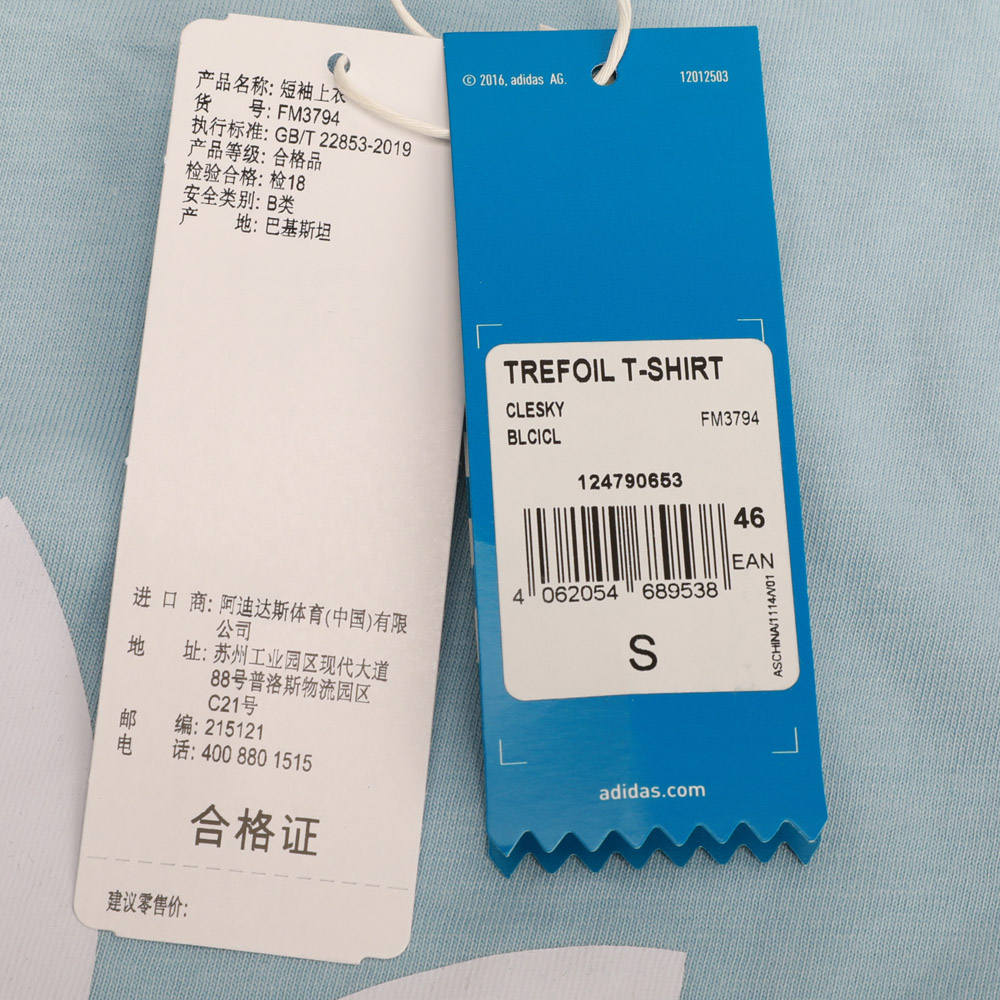 产品名称: 短袖上衣
货 号: FM3794
执行标准: GB/T 22853-2019
产品等级: 合格品
检验合格: 检18
安全类别: B类
产 地: 巴基斯坦
进 口 商: 阿迪达斯体育(中国)有限
公司
地 址: 苏州工业园区现代大道
88号普洛斯物流园区
C21号
邮 编: 215121
电 话: 400 880 1515
合格证
建议零售价:
© 2016, adidas AG.
12012503
TREFOIL T-SHIRT
CLESKY
BLCICL
FM3794
124790653
46
EAN
4 062054 689538
S
ASCHINA/1114/V01
adidas.com